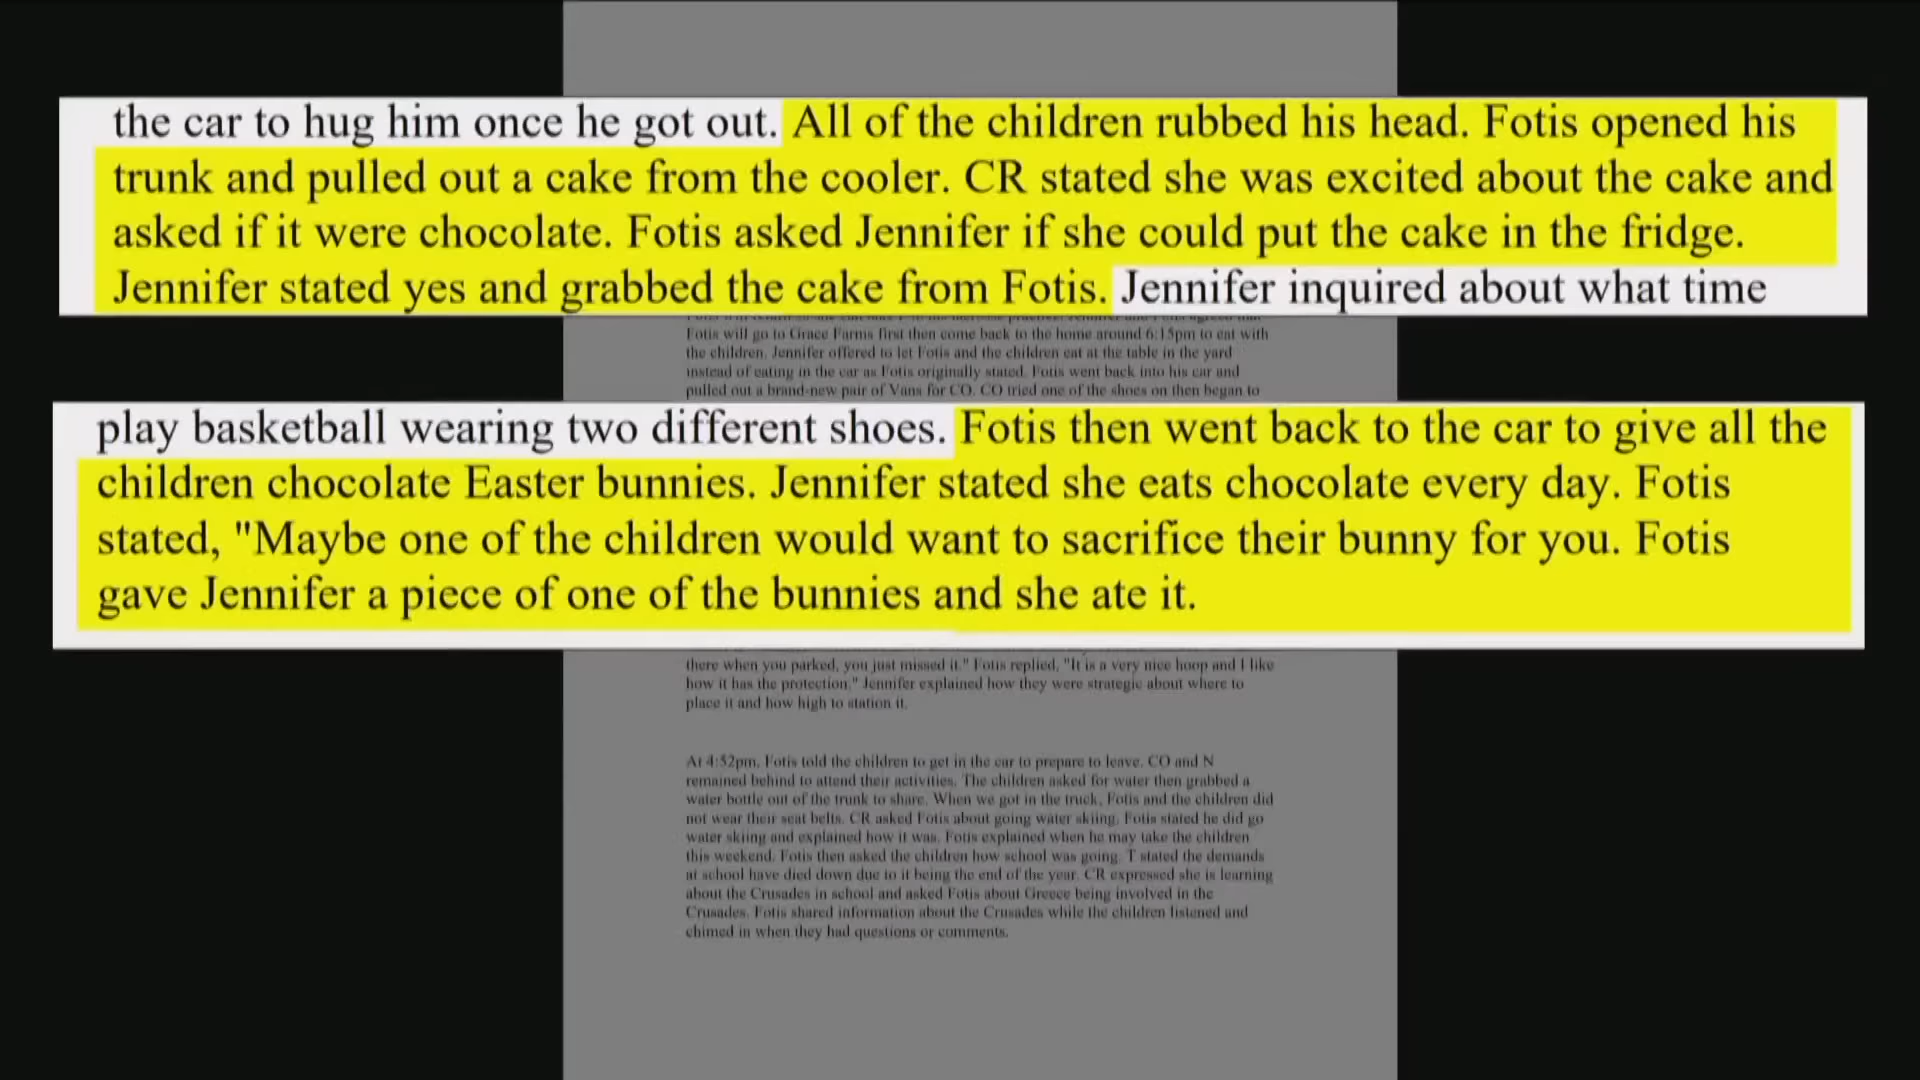 the car to hug him once he got out. All of the children rubbed his head. Fotis opened his
trunk and pulled out a cake from the cooler. CR stated she was excited about the cake and
asked if it were chocolate. Fotis asked Jennifer if she could put the cake in the fridge.
Jennifer stated yes and grabbed the cake from Fotis. Jennifer inquired about what time
Fotis will go to Grace Farms first then come back to the home around 6:15pm to eat with
the children. Jennifer offered to let Fotis and the children eat at the table in the yard
instead of eating in the car as Fotis originally stated. Fotis went back into his car and
pulled out a brand-new pair of Vans for CO. CO tried one of the shoes on then began to
play basketball wearing two different shoes. Fotis then went back to the car to give all the
children chocolate Easter bunnies. Jennifer stated she eats chocolate every day. Fotis
stated, "Maybe one of the children would want to sacrifice their bunny for you. Fotis
gave Jennifer a piece of one of the bunnies and she ate it.
there when you parked, you just missed it." Fotis replied, "It is a very nice hoop and I like
how it has the protection." Jennifer explained how they were strategic about where to
place it and how high to station it.
At 4:52pm, Fotis told the children to get in the car to prepare to leave. CO and N
remained behind to attend their activities. The children asked for water then grabbed a
water bottle out of the trunk to share. When we got in the truck, Fotis and the children did
not wear their seat belts. CR asked Fotis about going water skiing. Fotis stated he did go
water skiing and explained how it was. Fotis explained when he may take the children
this weekend. Fotis then asked the children how school was going. T stated the demands
at school have died down due to it being the end of the year. CR expressed she is learning
about the Crusades in school and asked Fotis about Greece being involved in the
Crusades. Fotis shared information about the Crusades while the children listened and
chimed in when they had questions or comments.